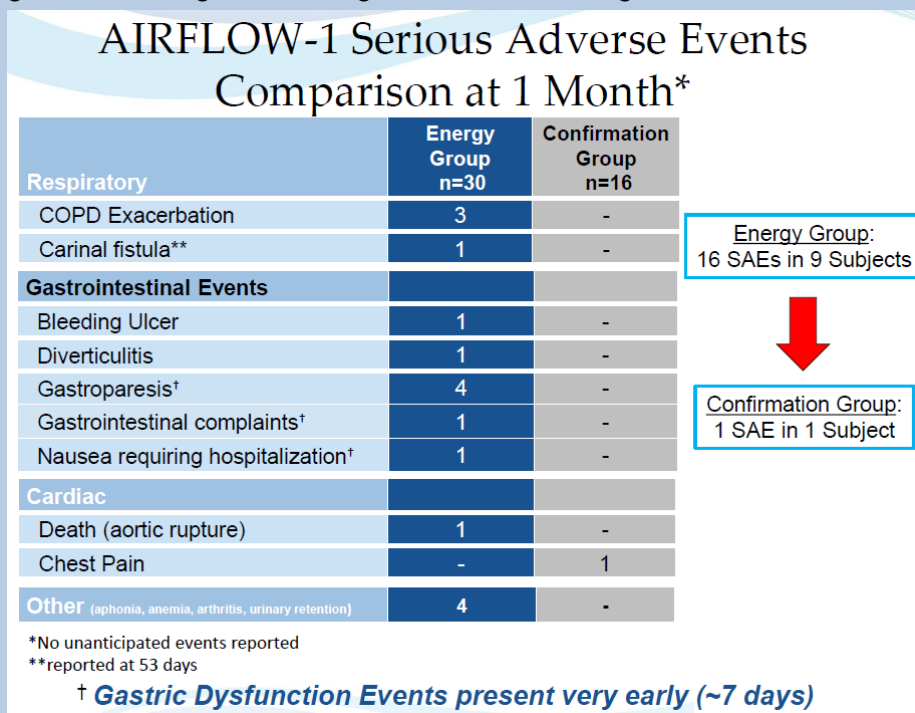 AIRFLOW-1 Serious Adverse Events
Comparison at 1 Month*
Respiratory Energy Group n=30 Confirmation Group n=16
COPD Exacerbation 3 -
Carinal fistula** 1 -
Gastrointestinal Events
Bleeding Ulcer 1 -
Diverticulitis 1 -
Gastroparesis† 4 -
Gastrointestinal complaints† 1 -
Nausea requiring hospitalization† 1 -
Cardiac
Death (aortic rupture) 1 -
Chest Pain - 1
Other (aphonia, anemia, arthritis, urinary retention) 4 -
Energy Group:
16 SAEs in 9 Subjects
Confirmation Group:
1 SAE in 1 Subject
*No unanticipated events reported
**reported at 53 days
† Gastric Dysfunction Events present very early (~7 days)